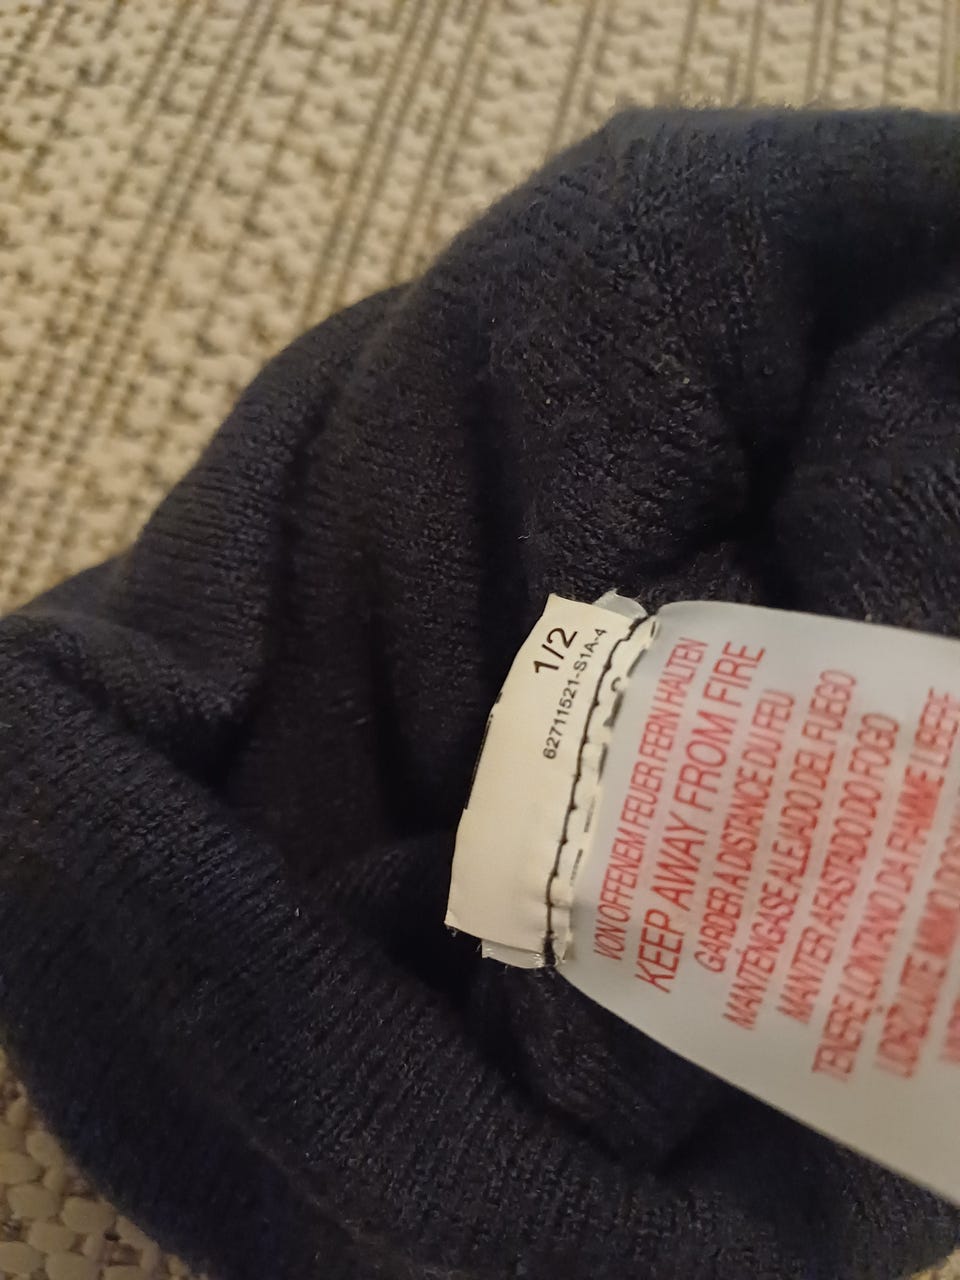 1/2
62711521-S1A-4
VON OFFENEM FEUER FERN HALTEN
KEEP AWAY FROM FIRE
GARDER A DISTANCE DU FEU
MANTENGASE ALEJADO DEL FUEGO
MANTER AFASTADO DO FOGO
TENERE LONTANO DA FIAMME LIBERE